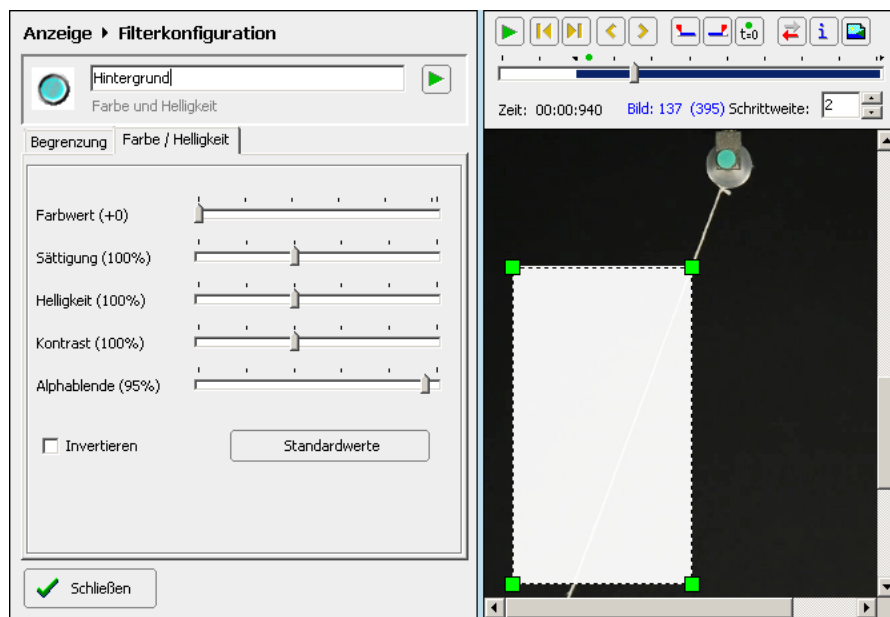 Anzeige ▸ Filterkonfiguration
Hintergrund
Farbe und Helligkeit
Begrenzung Farbe / Helligkeit
Farbwert (+0)
Sättigung (100%)
Helligkeit (100%)
Kontrast (100%)
Alphablende (95%)
Invertieren Standardwerte
Schließen
t=0 i
Zeit: 00:00:940 Bild: 137 (395) Schrittweite: 2